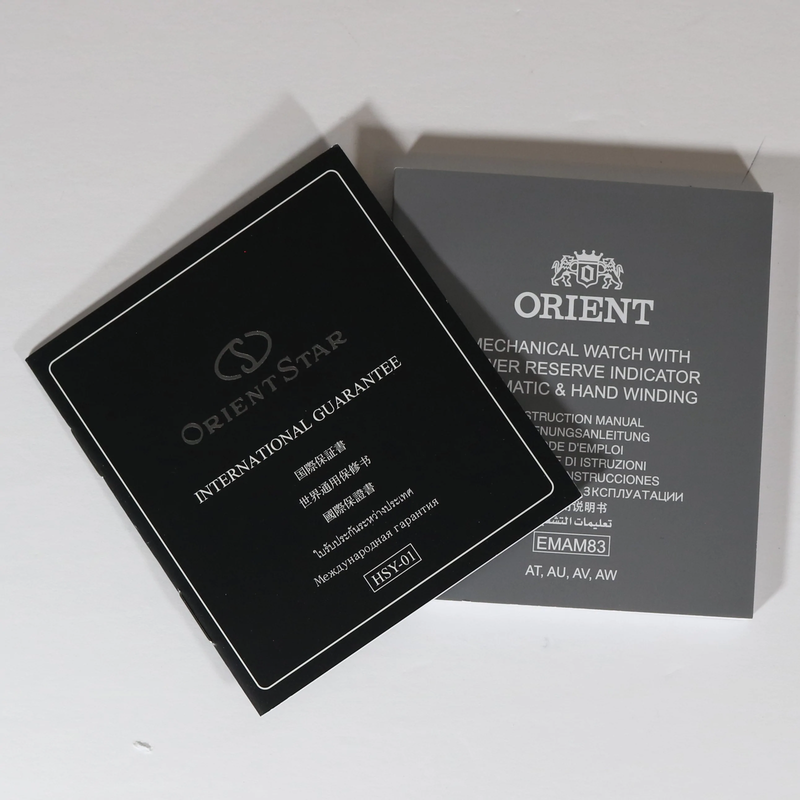 ORIENT STAR
INTERNATIONAL GUARANTEE
国際保証書
世界通用保修书
國際保證書
ใบรับประกันระหว่างประเทศ
Международная гарантия
HSY-01
ORIENT
MECHANICAL WATCH WITH
WER RESERVE INDICATOR
MATIC & HAND WINDING
STRUCTION MANUAL
ENUNGSANLEITUNG
DE D'EMPLOI
E DI ISTRUZIONI
INSTRUCCIONES
ЭКСПЛУАТАЦИИ
说明书
تعليمات
EMAM83
AT, AU, AV, AW